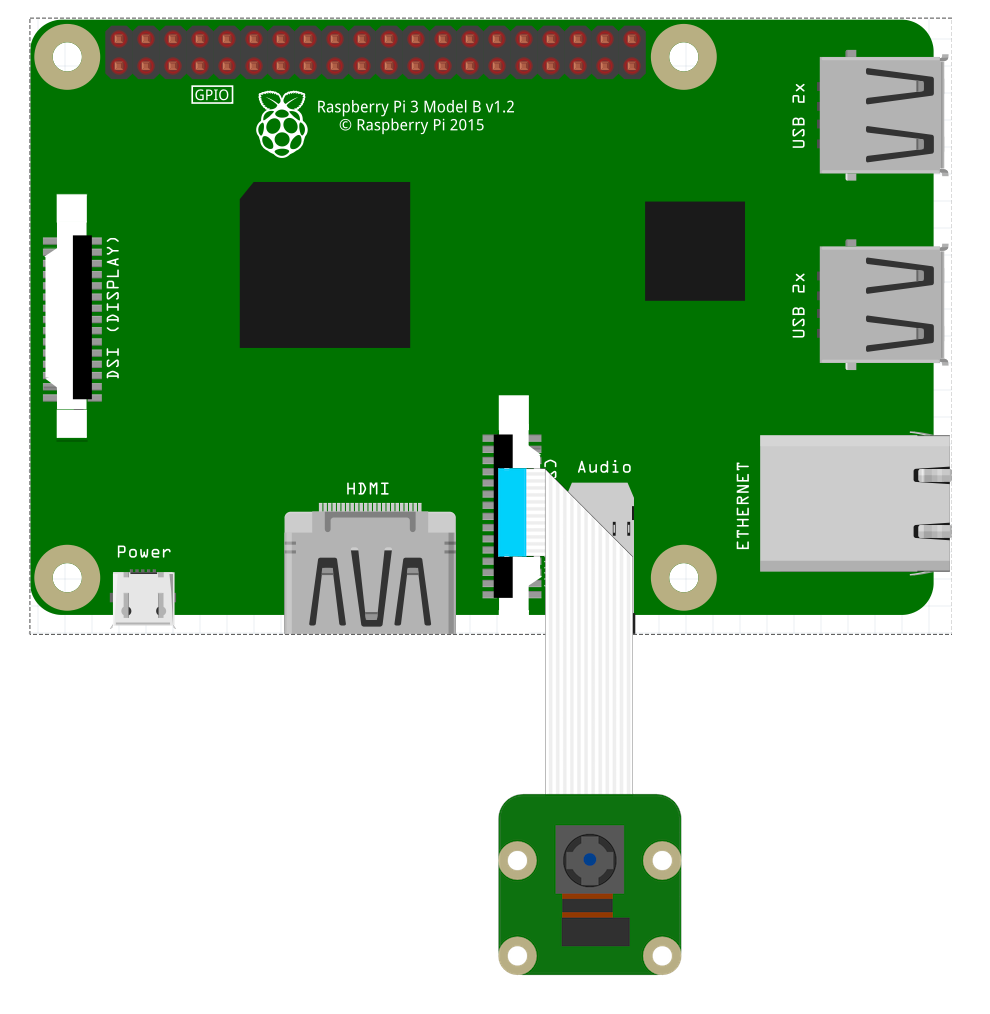 GPIO
Raspberry Pi 3 Model B v1.2
© Raspberry Pi 2015
USB 2x
DSI (DISPLAY)
USB 2x
Audio
ETHERNET
HDMI
Power